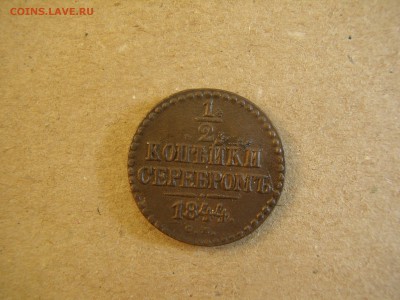 COINS.LAVE.RU
1
2
КОПѢЙКИ
СЕРЕБРОМЪ
1844